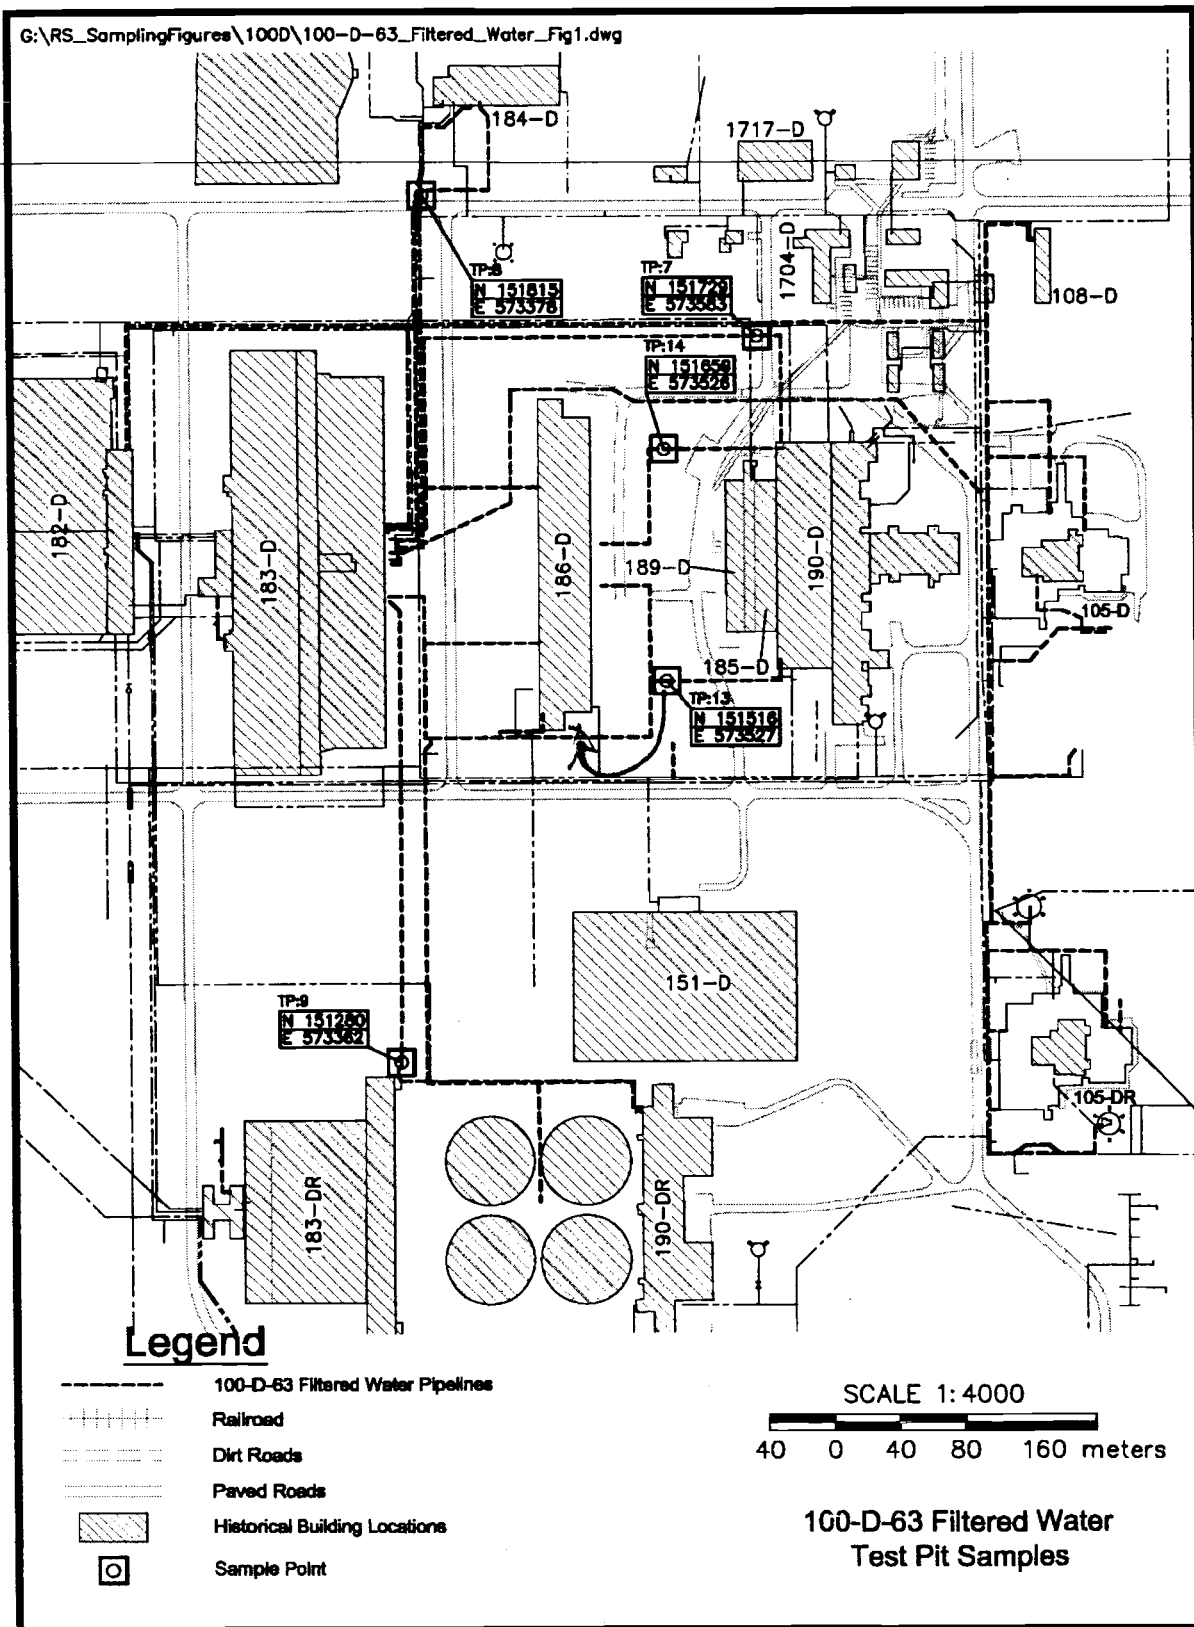 G:\RS_SamplingFigures\100D\100-D-63_Filtered_Water_Fig1.dwg
184-D
1717-D
1704-D
108-D
TP:8
N 151815
E 573378
TP:7
N 151729
E 573583
TP:14
N 151659
E 573526
182-D
183-D
186-D
189-D
190-D
185-D
105-D
TP:13
N 151516
E 573527
151-D
TP:9
N 151280
E 573362
105-DR
183-DR
190-DR
Legend
100-D-63 Filtered Water Pipelines
Railroad
Dirt Roads
Paved Roads
Historical Building Locations
Sample Point
SCALE 1:4000
40 0 40 80 160 meters
100-D-63 Filtered Water
Test Pit Samples